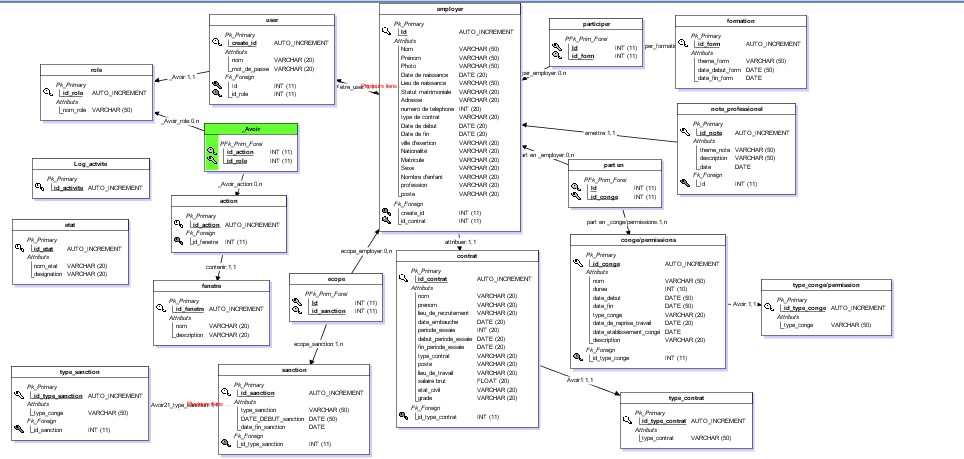 employer
Pk_Primary
Id AUTO_INCREMENT
Attributs
Nom VARCHAR (50)
Prénom VARCHAR (50)
Photo VARCHAR (50)
Date de naissance DATE (20)
Lieu de naissance VARCHAR (50)
Statut matrimoniale VARCHAR (20)
Adresse VARCHAR (20)
numero de telephone INT (20)
type de contrat VARCHAR (20)
Date de début DATE (20)
Date de fin DATE (20)
ville d'exertion VARCHAR (20)
Nationalité VARCHAR (20)
Matricule VARCHAR (20)
Sexe VARCHAR (20)
Nombre d'enfant VARCHAR (20)
profession VARCHAR (20)
poste VARCHAR (20)
Fk_Foreign
create_id INT (11)
id_contrat INT (11)
user
Pk_Primary
create_id AUTO_INCREMENT
Attributs
nom VARCHAR (20)
mot_de_passe VARCHAR (20)
Fk_Foreign
Id INT (11)
id_role INT (11)
participer
PFk_Prim_Forei
Id INT (11)
id_form INT (11)
formation
Pk_Primary
id_form AUTO_INCREMENT
Attributs
theme_form VARCHAR (50)
date_debut_form DATE (50)
date_fin_form DATE
role
Pk_Primary
id_role AUTO_INCREMENT
Attributs
nom_role VARCHAR (50)
_Avoir:1,1
per_employer:0,n
_Avoir_role:0,n
_Avoir
PFk_Prim_Forei
id_action INT (11)
id_role INT (11)
note_professionel
Pk_Primary
id_note AUTO_INCREMENT
Attributs
theme_note VARCHAR (50)
description VARCHAR (50)
date DATE
Fk_Foreign
Id INT (11)
emettre:1,1
art en _employer:0,n
Log_activite
Pk_Primary
id_activite AUTO_INCREMENT
part en
PFk_Prim_Forei
Id INT (11)
id_conge INT (11)
_Avoir_action:0,n
action
Pk_Primary
id_action AUTO_INCREMENT
Fk_Foreign
id_fenetre INT (11)
etat
Pk_Primary
id_etat AUTO_INCREMENT
Attributs
nom_etat VARCHAR (20)
designation VARCHAR (20)
part en _conge/permissions:1,n
conge/permissions
Pk_Primary
id_conge AUTO_INCREMENT
Attributs
nom VARCHAR (50)
duree INT (10)
date_debut DATE (50)
date_fin DATE (50)
type_conge VARCHAR (20)
date_de_reprise_travail DATE (20)
date_etablissement_conge DATE (20)
description VARCHAR (20)
Fk_Foreign
id_type_conge INT (11)
attribuer:1,1
ecope_employer:0,n
contrat
Pk_Primary
id_contrat AUTO_INCREMENT
Attributs
nom VARCHAR (20)
prenom VARCHAR (20)
lieu_de_recrutement VARCHAR (20)
date_embauche DATE (20)
periode_essaie INT (20)
debut_periode_essaie DATE (20)
fin_periode_essaie DATE (20)
type_contrat VARCHAR (20)
poste VARCHAR (20)
lieu_de_travail VARCHAR (20)
salaire brut FLOAT (20)
etat_civil VARCHAR (20)
grade VARCHAR (20)
Fk_Foreign
id_type_contrat INT (11)
contenir:1,1
fenetre
Pk_Primary
id_fenetre AUTO_INCREMENT
Attributs
nom VARCHAR (20)
description VARCHAR (20)
ecope
PFk_Prim_Forei
Id INT (11)
id_sanction INT (11)
Avoir:1,1
type_conge/permission
Pk_Primary
id_type_conge AUTO_INCREMENT
Attributs
type_conge VARCHAR (50)
ecope_sanction:1,n
type_sanction
Pk_Primary
id_type_sanction AUTO_INCREMENT
Attributs
type_conge VARCHAR (50)
Fk_Foreign
id_sanction INT (11)
sanction
Pk_Primary
id_sanction AUTO_INCREMENT
Attributs
type_sanction VARCHAR (50)
DATE_DEBUT_sanction DATE (50)
date_fin_sanction DATE
Fk_Foreign
id_type_sanction INT (11)
Avoir1:1,1
type_contrat
Pk_Primary
id_type_contrat AUTO_INCREMENT
Attributs
type_contrat VARCHAR (50)